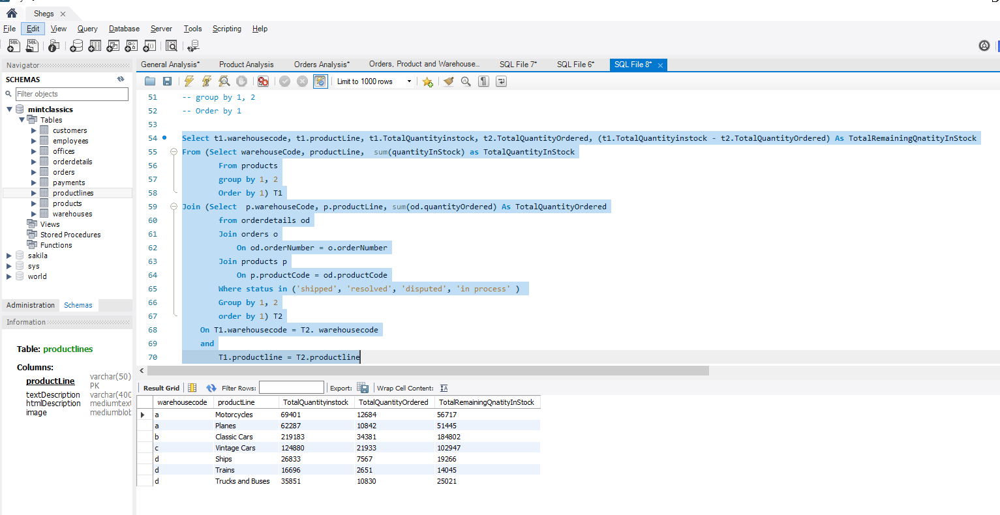 Shegs ×
File Edit View Query Database Server Tools Scripting Help
Navigator
SCHEMAS
Filter objects
mintclassics
Tables
customers
employees
offices
orderdetails
orders
payments
productlines
products
warehouses
Views
Stored Procedures
Functions
sakila
sys
world
Administration Schemas
Information
Table: productlines
Columns:
productLine varchar(50) PK
textDescription varchar(400
htmlDescription mediumtext
image mediumblob
General Analysis* Product Analysis Orders Analysis* Orders, Product and Warehouse... SQL File 7* SQL File 6* SQL File 8* ×
Limit to 1000 rows
51 -- group by 1, 2
52 -- Order by 1
53
54 Select t1.warehousecode, t1.productLine, t1.TotalQuantityinstock, t2.TotalQuantityOrdered, (t1.TotalQuantityinstock - t2.TotalQuantityOrdered) As TotalRemainingQnatityInStock
55 From (Select warehouseCode, productLine,  sum(quantityInStock) as TotalQuantityInStock
56 From products
57 group by 1, 2
58 Order by 1) T1
59 Join (Select  p.warehouseCode, p.productLine, sum(od.quantityOrdered) As TotalQuantityOrdered
60 from orderdetails od
61 Join orders o
62 On od.orderNumber = o.orderNumber
63 Join products p
64 On p.productCode = od.productCode
65 Where status in ('shipped', 'resolved', 'disputed', 'in process' )
66 Group by 1, 2
67 order by 1) T2
68 On T1.warehousecode = T2. warehousecode
69 and
70 T1.productline = T2.productline
Result Grid Filter Rows: Export: Wrap Cell Content:
warehousecode productLine TotalQuantityinstock TotalQuantityOrdered TotalRemainingQnatityInStock
a Motorcycles 69401 12684 56717
a Planes 62287 10842 51445
b Classic Cars 219183 34381 184802
c Vintage Cars 124880 21933 102947
d Ships 26833 7567 19266
d Trains 16696 2651 14045
d Trucks and Buses 35851 10830 25021